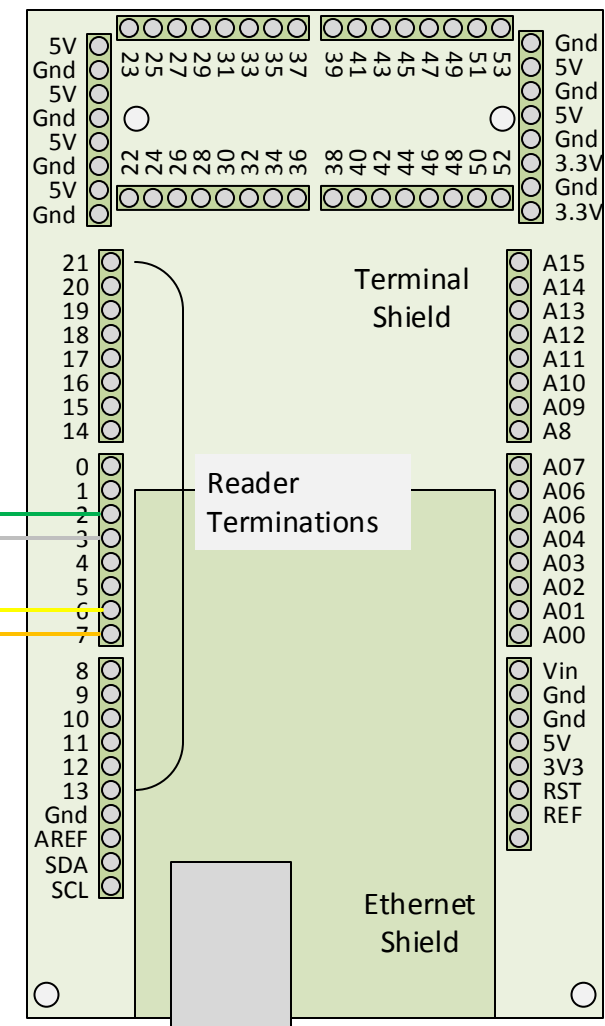 5V
Gnd
5V
Gnd
5V
Gnd
5V
Gnd
23 25 27 29 31 33 35 37 39 41 43 45 47 49 51 53
22 24 26 28 30 32 34 36 38 40 42 44 46 48 50 52
Gnd
5V
Gnd
5V
Gnd
3.3V
Gnd
3.3V
21
20
19
18
17
16
15
14
0
1
2
3
4
5
6
7
8
9
10
11
12
13
Gnd
AREF
SDA
SCL
Terminal
Shield
Reader
Terminations
Ethernet
Shield
A15
A14
A13
A12
A11
A10
A09
A8
A07
A06
A06
A04
A03
A02
A01
A00
Vin
Gnd
Gnd
5V
3V3
RST
REF